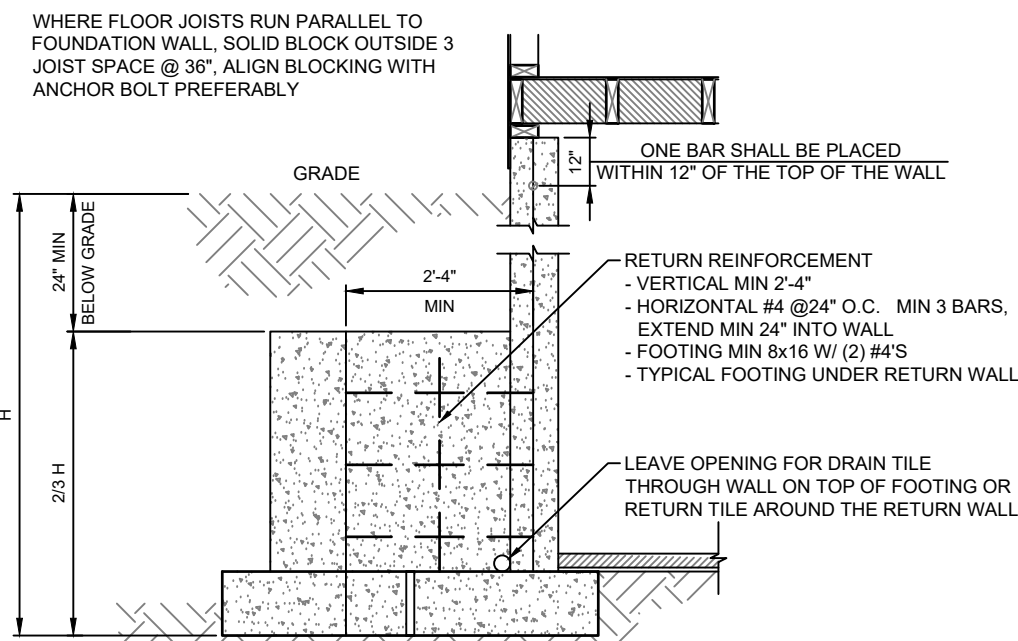 WHERE FLOOR JOISTS RUN PARALLEL TO
FOUNDATION WALL, SOLID BLOCK OUTSIDE 3
JOIST SPACE @ 36", ALIGN BLOCKING WITH
ANCHOR BOLT PREFERABLY
12"
ONE BAR SHALL BE PLACED
WITHIN 12" OF THE TOP OF THE WALL
GRADE
24" MIN
BELOW GRADE
2'-4"
MIN
RETURN REINFORCEMENT
- VERTICAL MIN 2'-4"
- HORIZONTAL #4 @24" O.C. MIN 3 BARS,
EXTEND MIN 24" INTO WALL
- FOOTING MIN 8x16 W/ (2) #4'S
- TYPICAL FOOTING UNDER RETURN WALL
H
2/3 H
LEAVE OPENING FOR DRAIN TILE
THROUGH WALL ON TOP OF FOOTING OR
RETURN TILE AROUND THE RETURN WALL